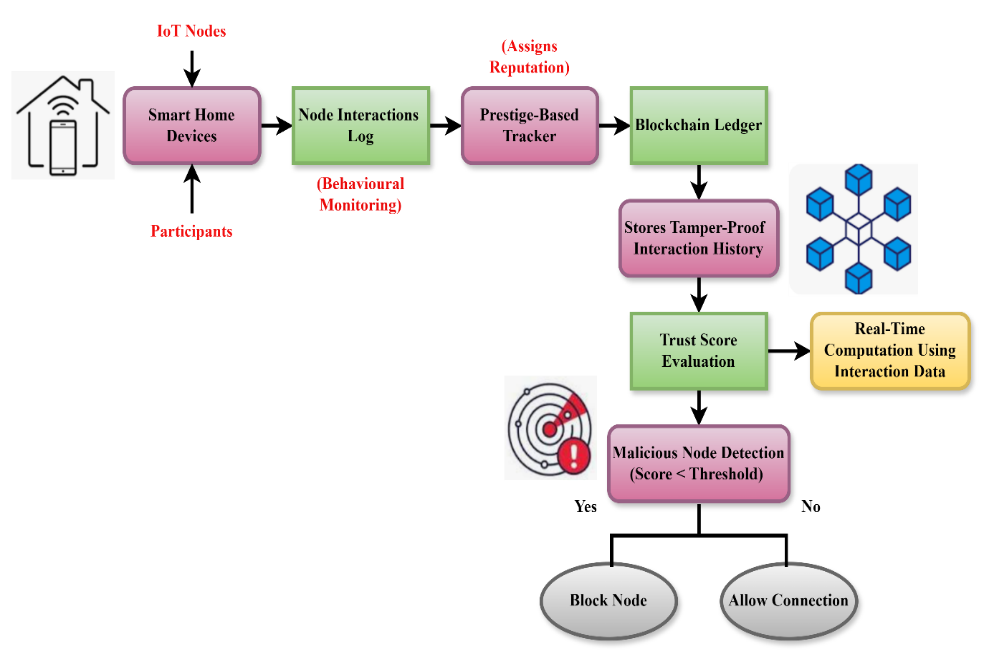 IoT Nodes
Smart Home
Devices
Participants
Node Interactions
Log
(Behavioural
Monitoring)
(Assigns
Reputation)
Prestige-Based
Tracker
Blockchain Ledger
Stores Tamper-Proof
Interaction History
Trust Score
Evaluation
Real-Time
Computation Using
Interaction Data
Malicious Node Detection
(Score < Threshold)
Yes
No
Block Node
Allow Connection